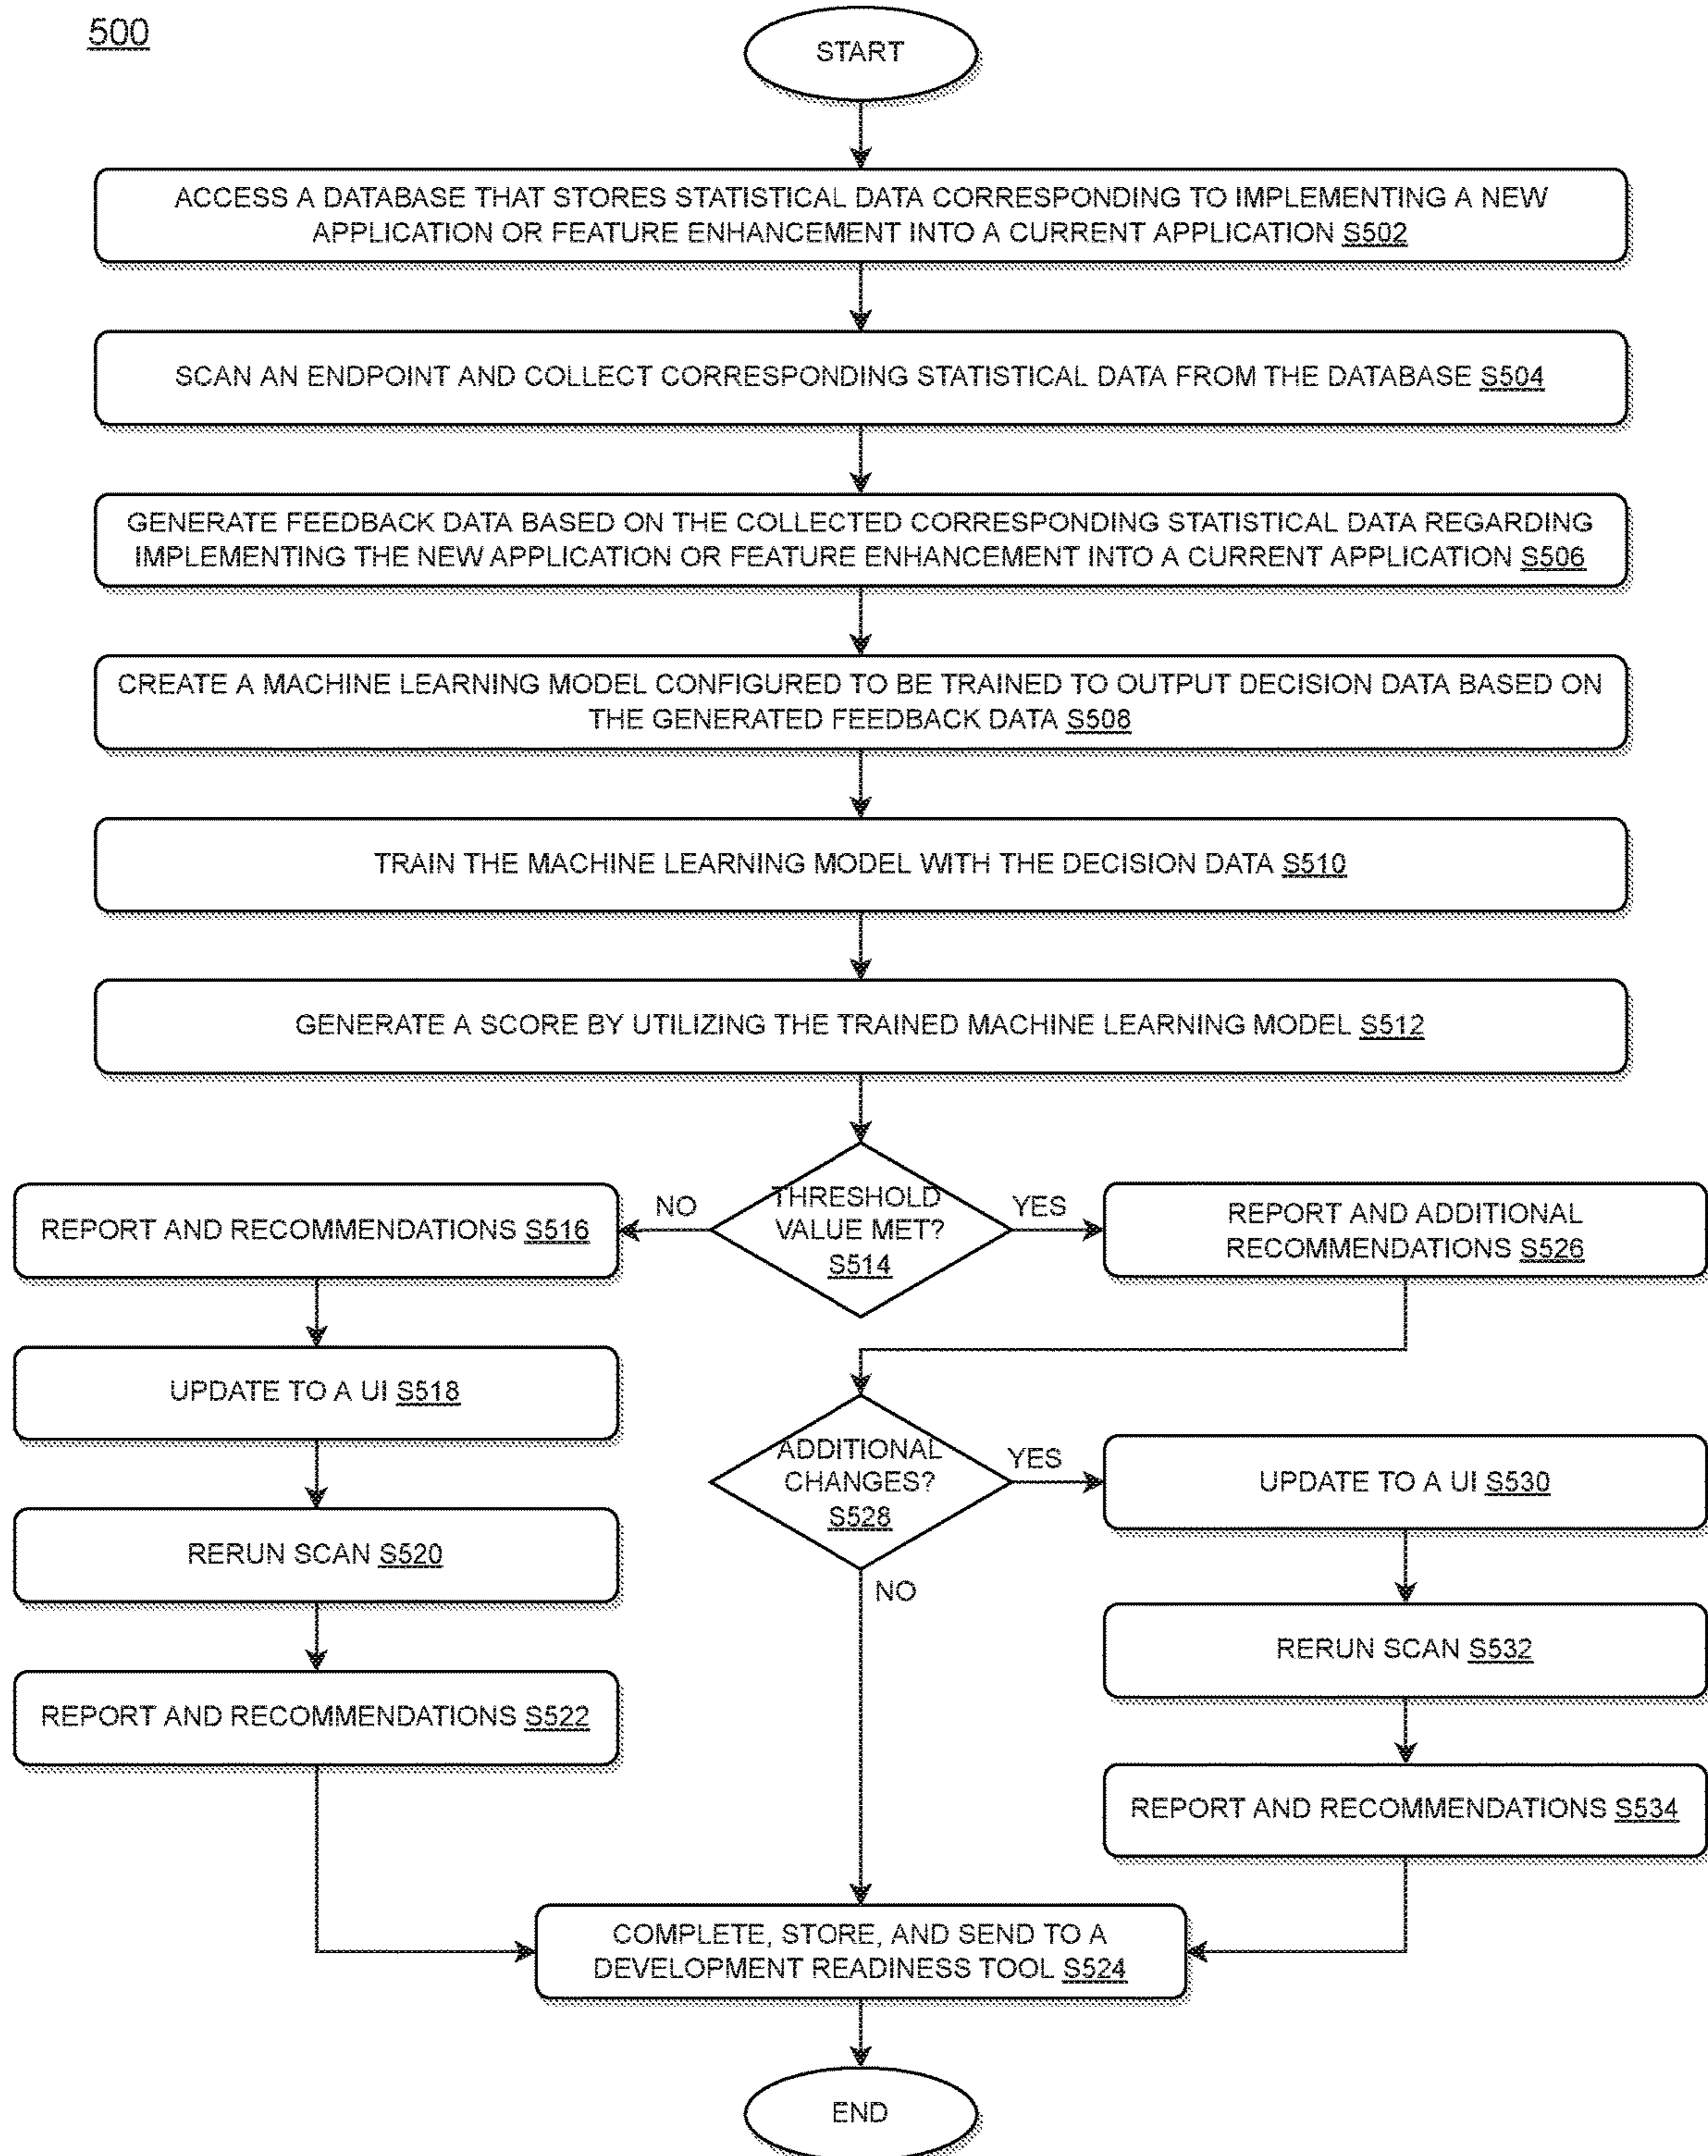 500
START
ACCESS A DATABASE THAT STORES STATISTICAL DATA CORRESPONDING TO IMPLEMENTING A NEW
APPLICATION OR FEATURE ENHANCEMENT INTO A CURRENT APPLICATION S502
SCAN AN ENDPOINT AND COLLECT CORRESPONDING STATISTICAL DATA FROM THE DATABASE S504
GENERATE FEEDBACK DATA BASED ON THE COLLECTED CORRESPONDING STATISTICAL DATA REGARDING
IMPLEMENTING THE NEW APPLICATION OR FEATURE ENHANCEMENT INTO A CURRENT APPLICATION S506
CREATE A MACHINE LEARNING MODEL CONFIGURED TO BE TRAINED TO OUTPUT DECISION DATA BASED ON
THE GENERATED FEEDBACK DATA S508
TRAIN THE MACHINE LEARNING MODEL WITH THE DECISION DATA S510
GENERATE A SCORE BY UTILIZING THE TRAINED MACHINE LEARNING MODEL S512
THRESHOLD
VALUE MET?
S514
NO
YES
REPORT AND RECOMMENDATIONS S516
UPDATE TO A UI S518
RERUN SCAN S520
REPORT AND RECOMMENDATIONS S522
REPORT AND ADDITIONAL
RECOMMENDATIONS S526
ADDITIONAL
CHANGES?
S528
YES
NO
UPDATE TO A UI S530
RERUN SCAN S532
REPORT AND RECOMMENDATIONS S534
COMPLETE, STORE, AND SEND TO A
DEVELOPMENT READINESS TOOL S524
END